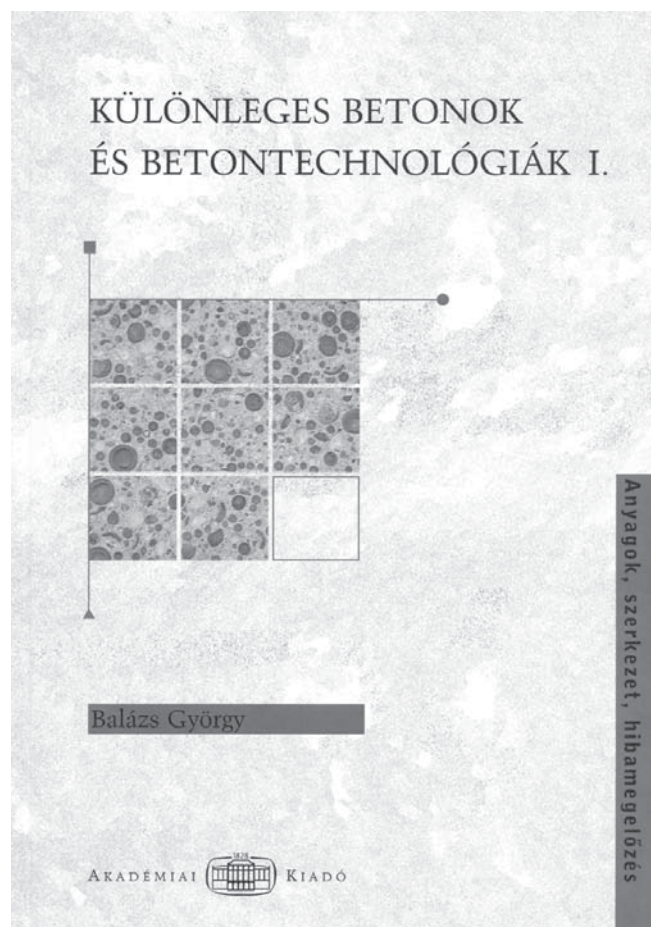 KÜLÖNLEGES BETONOK
ÉS BETONTECHNOLÓGIÁK I.
Anyagok, szerkezet, hibamegelőzés
Balázs György
AKADÉMIAI 1828 KIADÓ